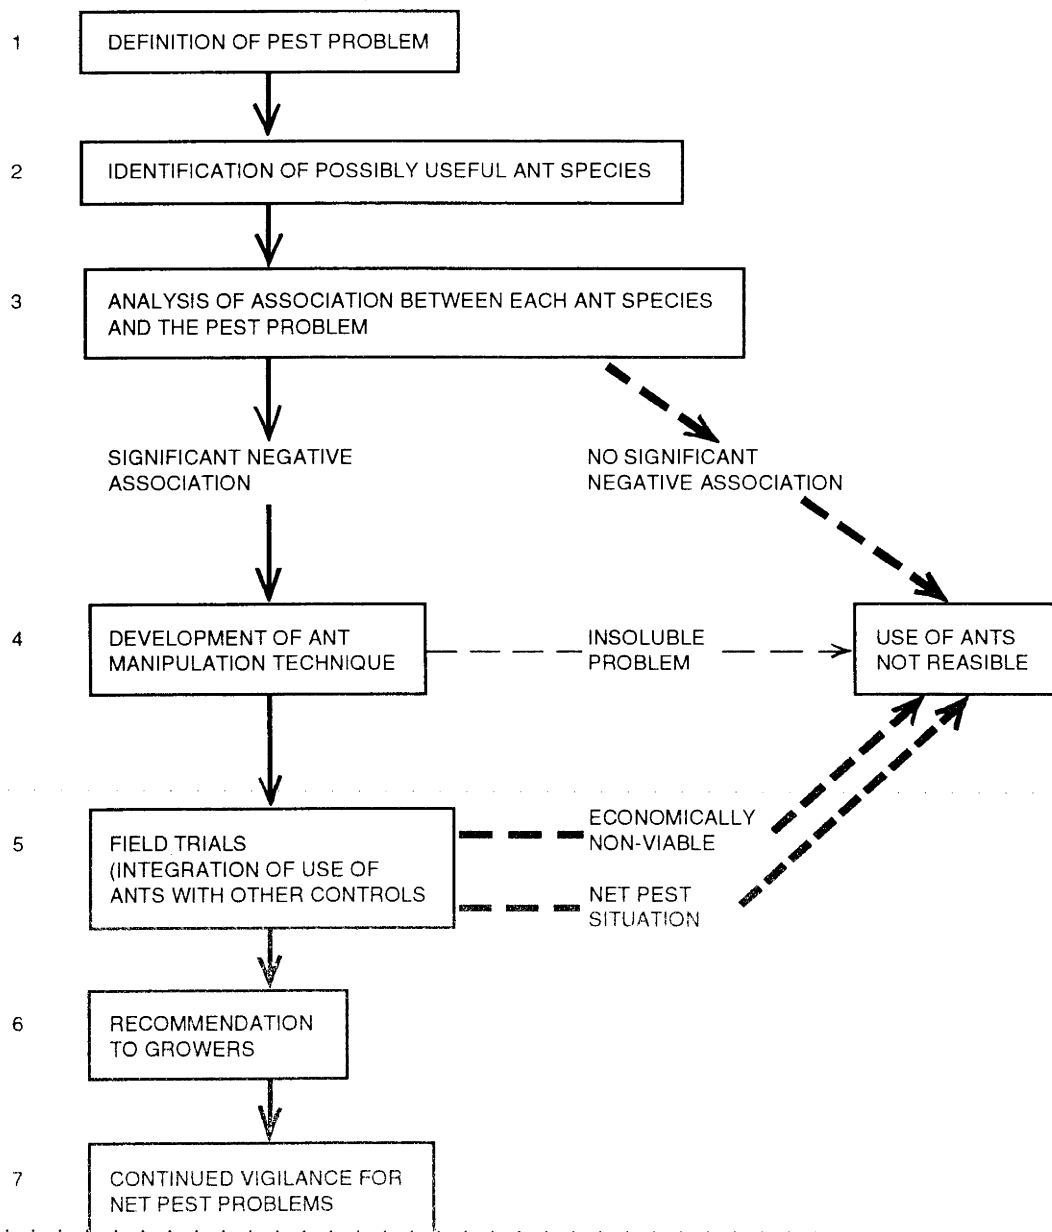 1
DEFINITION OF PEST PROBLEM
2
IDENTIFICATION OF POSSIBLY USEFUL ANT SPECIES
3
ANALYSIS OF ASSOCIATION BETWEEN EACH ANT SPECIES
AND THE PEST PROBLEM
SIGNIFICANT NEGATIVE
ASSOCIATION
NO SIGNIFICANT
NEGATIVE ASSOCIATION
4
DEVELOPMENT OF ANT
MANIPULATION TECHNIQUE
INSOLUBLE
PROBLEM
USE OF ANTS
NOT REASIBLE
5
FIELD TRIALS
(INTEGRATION OF USE OF
ANTS WITH OTHER CONTROLS
ECONOMICALLY
NON-VIABLE
NET PEST
SITUATION
6
RECOMMENDATION
TO GROWERS
7
CONTINUED VIGILANCE FOR
NET PEST PROBLEMS